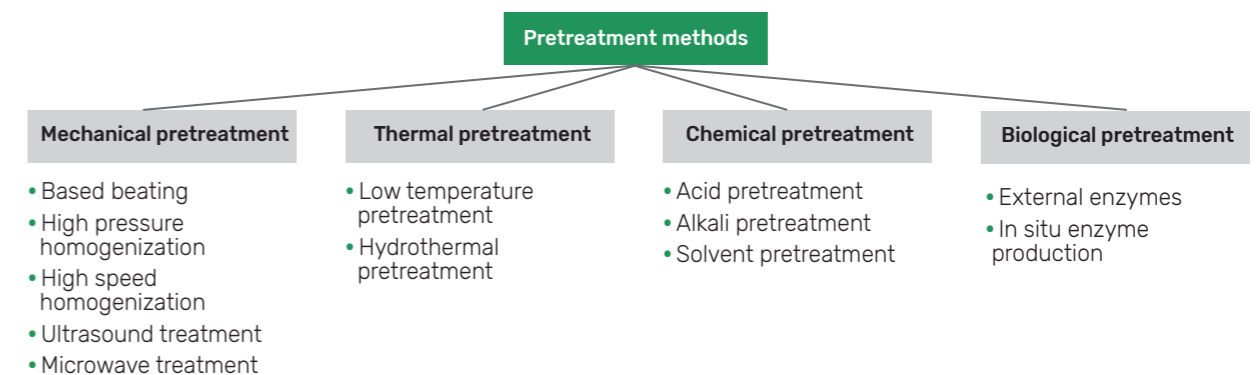 Pretreatment methods
Mechanical pretreatment
• Based beating
• High pressure
homogenization
• High speed
homogenization
• Ultrasound treatment
• Microwave treatment
Thermal pretreatment
• Low temperature
pretreatment
• Hydrothermal
pretreatment
Chemical pretreatment
• Acid pretreatment
• Alkali pretreatment
• Solvent pretreatment
Biological pretreatment
• External enzymes
• In situ enzyme
production